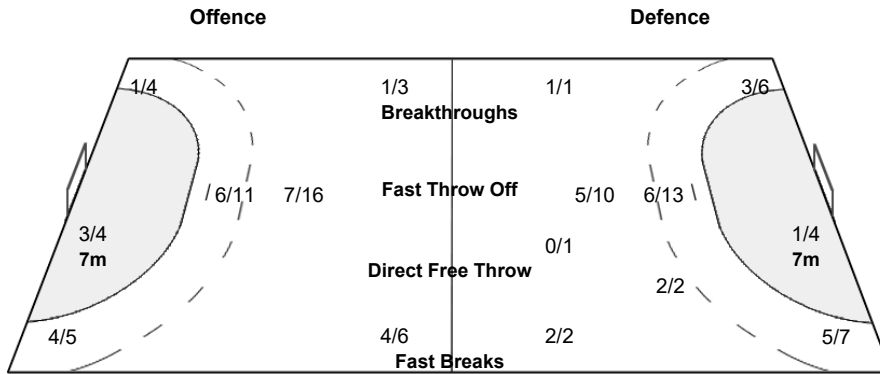 Offence Defence
1/4 1/3 1/1 3/6
Breakthroughs
6/11 7/16 Fast Throw Off 5/10 6/13
3/4 1/4
7m 7m
0/1
Direct Free Throw
2/2
4/5 4/6 2/2 5/7
Fast Breaks